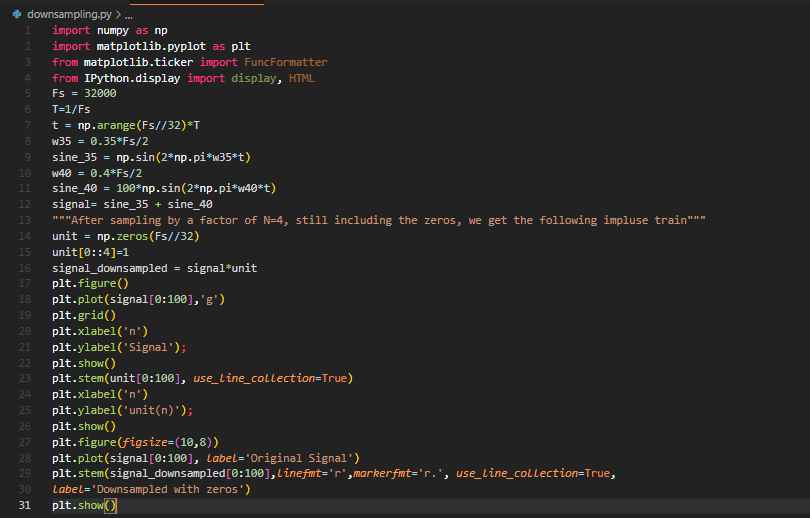 downsampling.py > ...
1 import numpy as np
2 import matplotlib.pyplot as plt
3 from matplotlib.ticker import FuncFormatter
4 from IPython.display import display, HTML
5 Fs = 32000
6 T=1/Fs
7 t = np.arange(Fs//32)*T
8 w35 = 0.35*Fs/2
9 sine_35 = np.sin(2*np.pi*w35*t)
10 w40 = 0.4*Fs/2
11 sine_40 = 100*np.sin(2*np.pi*w40*t)
12 signal= sine_35 + sine_40
13 """After sampling by a factor of N=4, still including the zeros, we get the following impluse train"""
14 unit = np.zeros(Fs//32)
15 unit[0::4]=1
16 signal_downsampled = signal*unit
17 plt.figure()
18 plt.plot(signal[0:100],'g')
19 plt.grid()
20 plt.xlabel('n')
21 plt.ylabel('Signal');
22 plt.show()
23 plt.stem(unit[0:100], use_line_collection=True)
24 plt.xlabel('n')
25 plt.ylabel('unit(n)');
26 plt.show()
27 plt.figure(figsize=(10,8))
28 plt.plot(signal[0:100], label='Original Signal')
29 plt.stem(signal_downsampled[0:100],linefmt='r',markerfmt='r.', use_line_collection=True,
30 label='Downsampled with zeros')
31 plt.show()